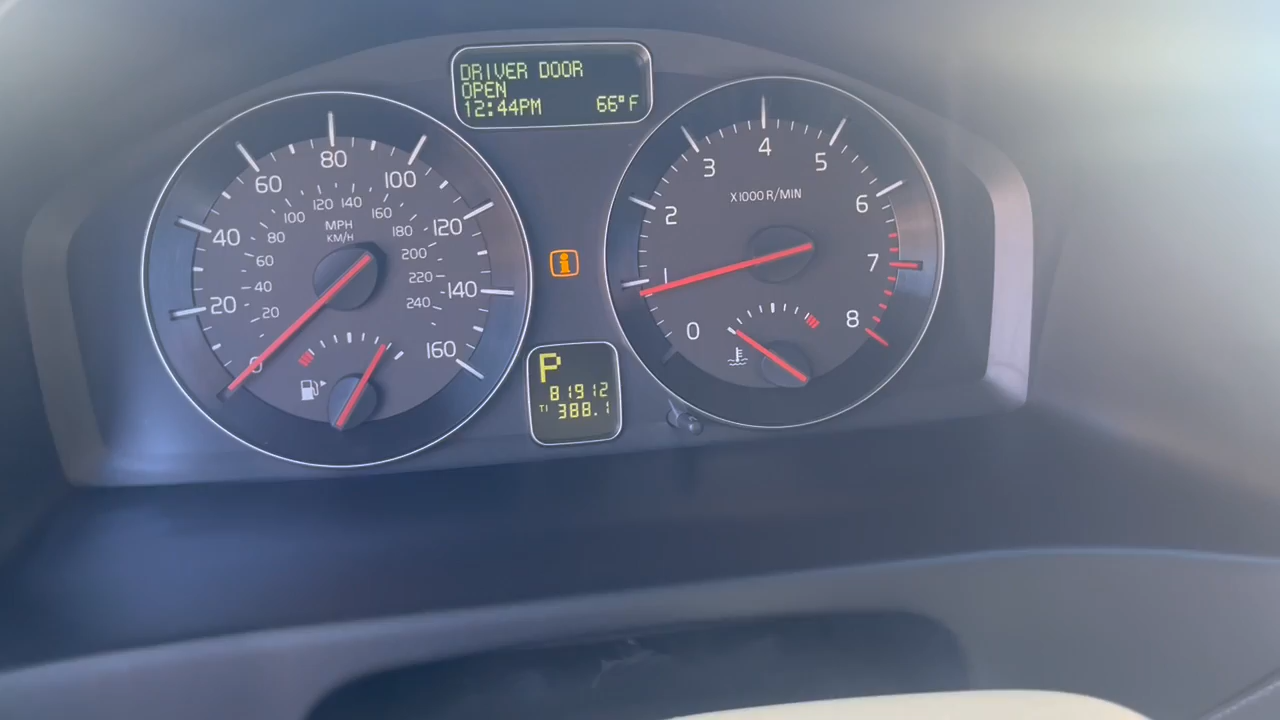 DRIVER DOOR
OPEN
12:44PM 66°F
0 20 40 60 80 100 120 140 160
20 40 60 80 100 120 140 160 180 200 220 240
MPH
KM/H
0 1 2 3 4 5 6 7 8
X1000 R/MIN
i
P
81912
T1 388.1